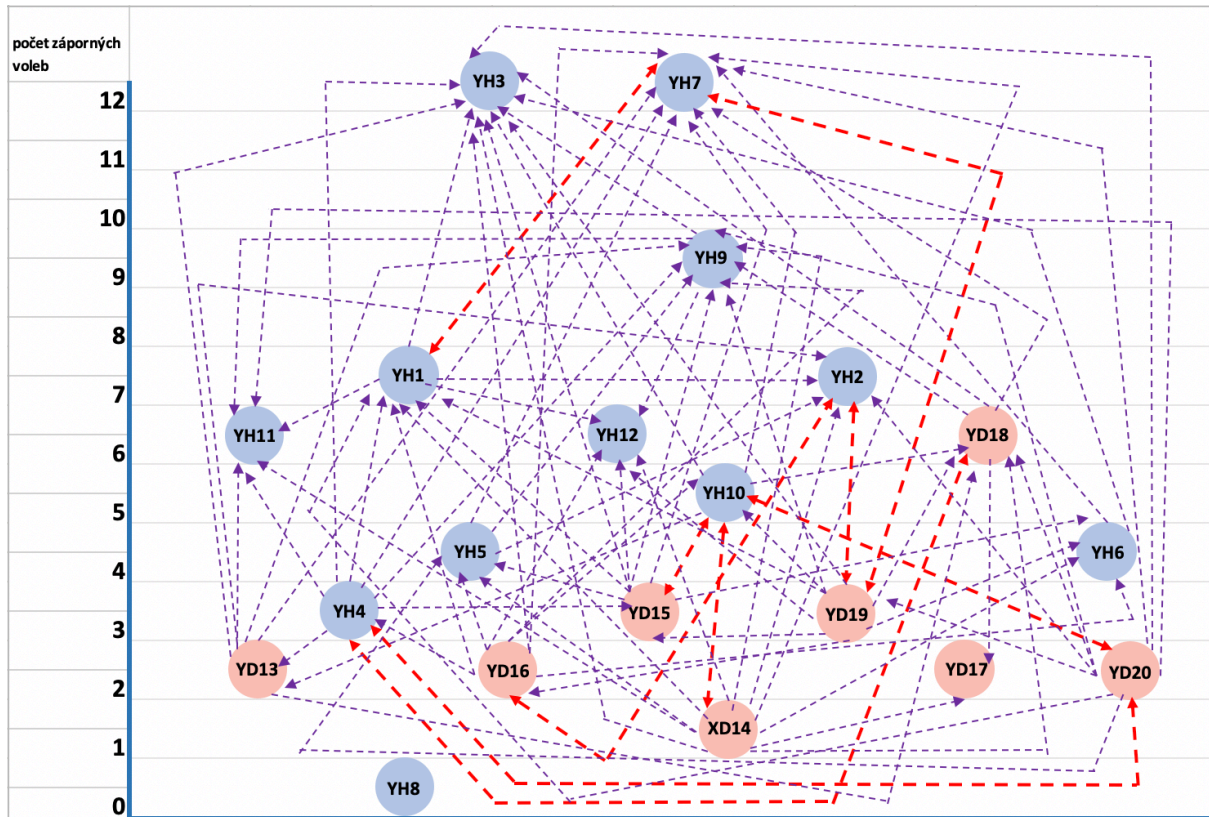 počet záporných
voleb
YH3
YH7
12
11
10
YH9
9
8
YH1
YH2
7
YH11
YH12
YD18
6
YH10
5
YH5
YH6
4
YH4
YD15
YD19
3
YD13
YD16
YD17
YD20
2
XD14
1
YH8
0